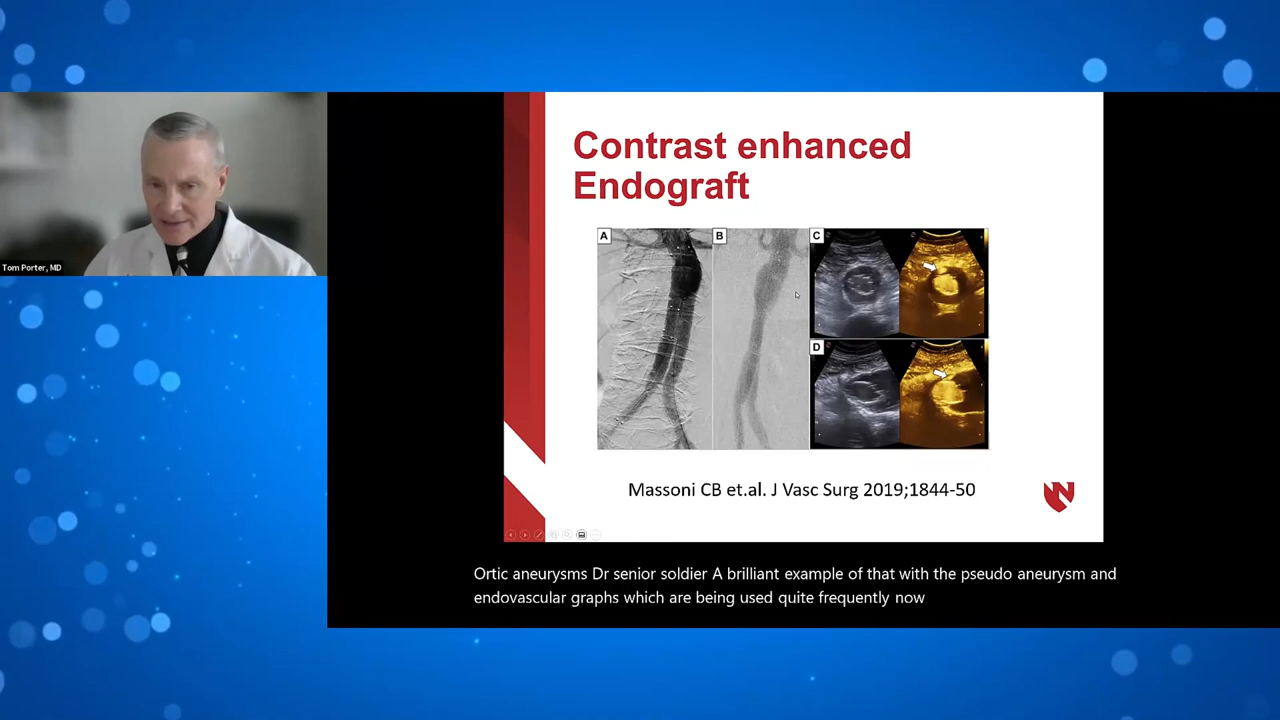 Contrast enhanced
Endograft
A
B
C
D
Tom Porter, MD
Massoni CB et.al. J Vasc Surg 2019;1844-50
N
Ortic aneurysms Dr senior soldier A brilliant example of that with the pseudo aneurysm and
endovascular graphs which are being used quite frequently now